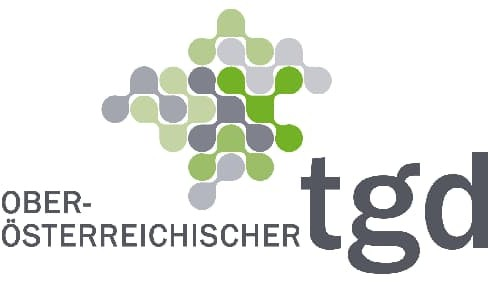 OBER-
ÖSTERREICHISCHER tgd